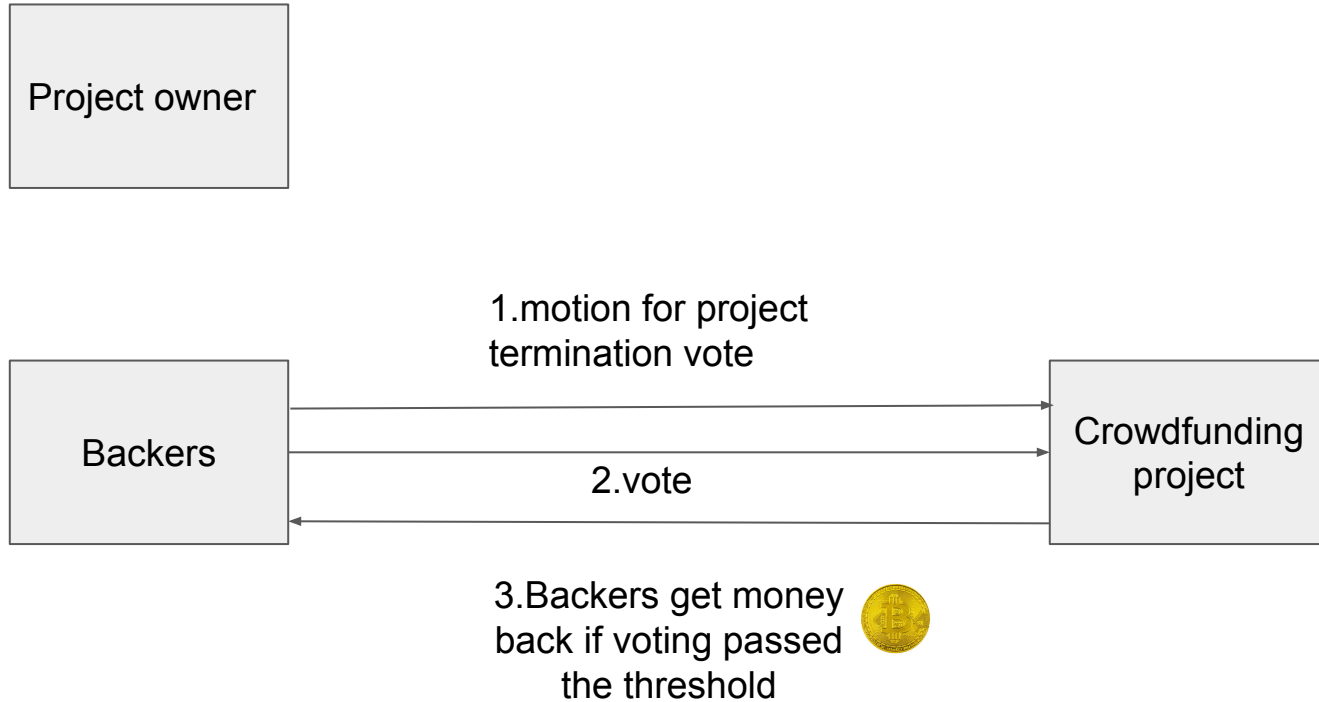 Project owner
1.motion for project
termination vote
Backers
Crowdfunding
project
2.vote
3.Backers get money
back if voting passed
the threshold